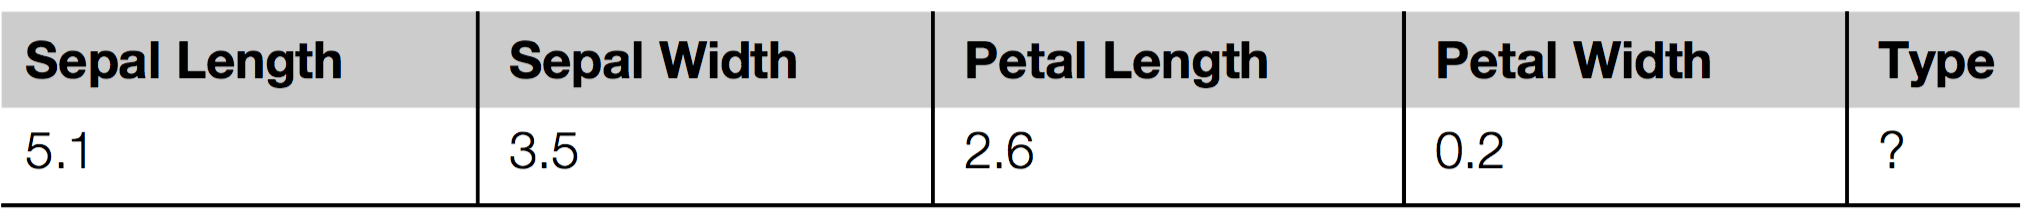 Sepal Length Sepal Width Petal Length Petal Width Type
5.1 3.5 2.6 0.2 ?